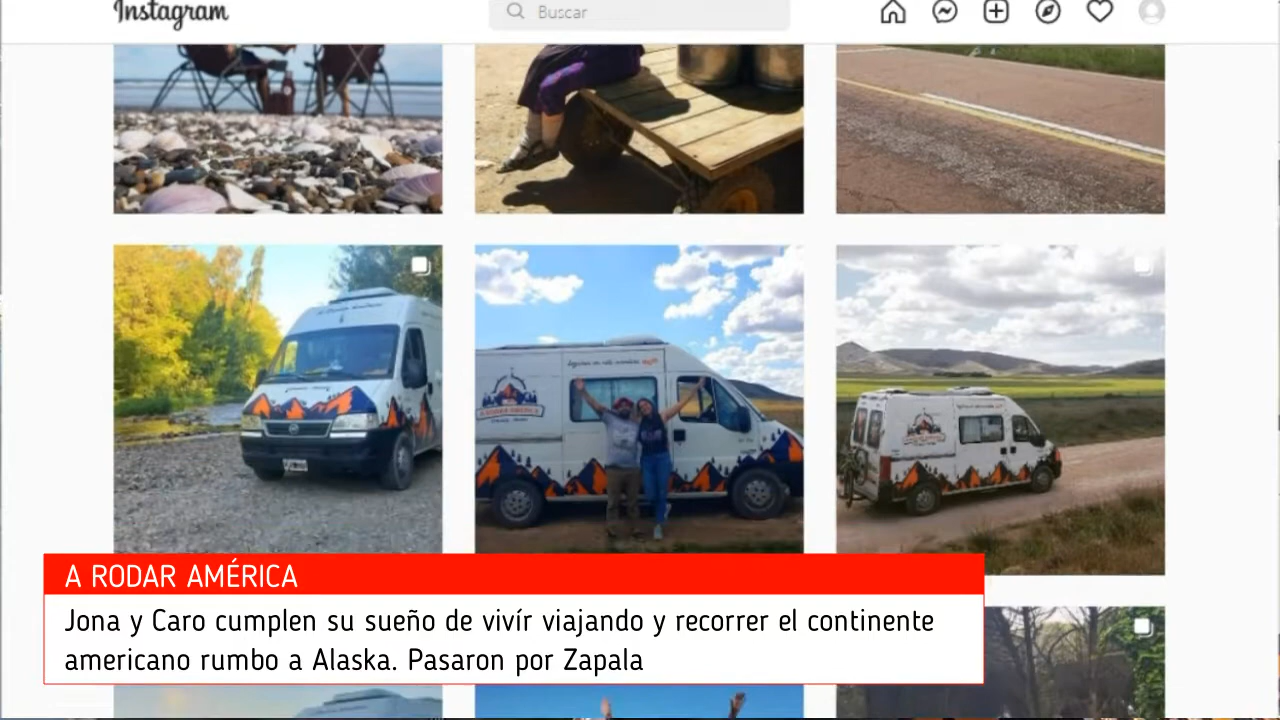 Instagram
Buscar
A RODAR AMÉRICA
Jona y Caro cumplen su sueño de vivír viajando y recorrer el continente
americano rumbo a Alaska. Pasaron por Zapala